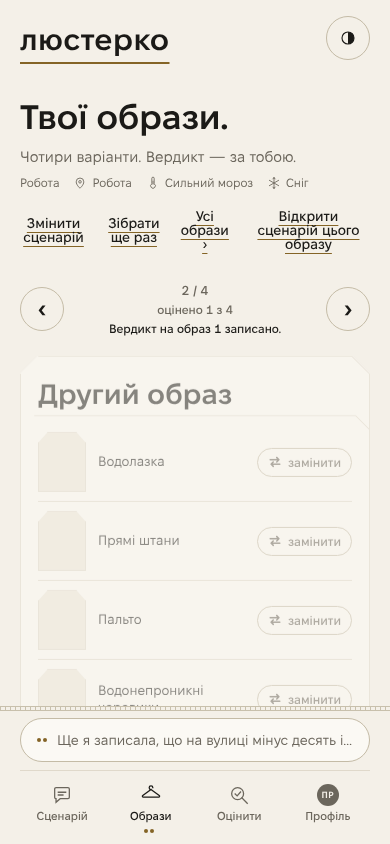 люстерко
Твої образи.
Чотири варіанти. Вердикт — за тобою.
Робота Робота Сильний мороз Сніг
Змінити
сценарій
Зібрати
ще раз
Усі
образи
›
Відкрити
сценарій цього
образу
‹
2 / 4
›
оцінено 1 з 4
Вердикт на образ 1 записано.
Другий образ
Водолазка
замінити
Прямі штани
замінити
Пальто
замінити
Водонепроникні
замінити
Ще я записала, що на вулиці мінус десять і...
Сценарій
Образи
Оцінити
ПР
Профіль